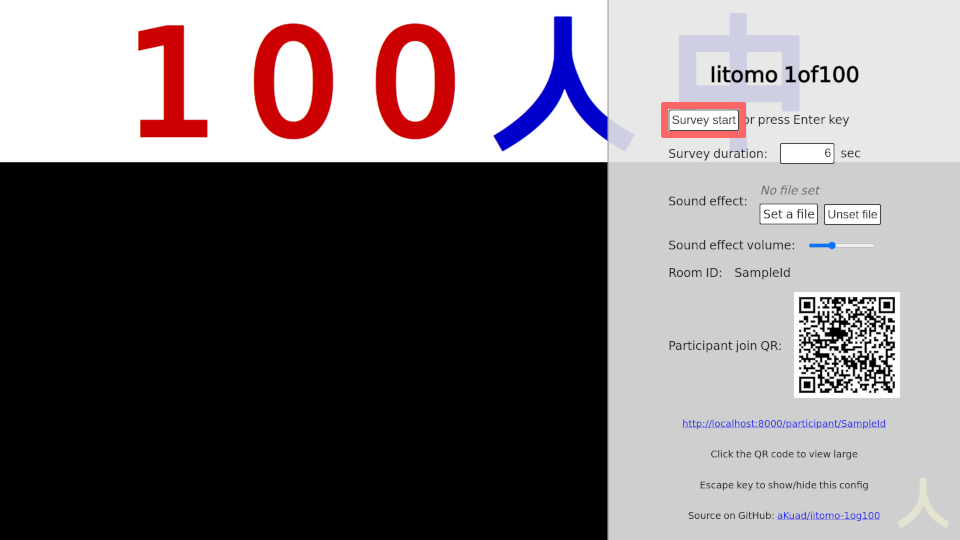 100人中
Iitomo 1of100
Survey start or press Enter key
Survey duration: 6 sec
No file set
Sound effect:
Set a file Unset file
Sound effect volume:
Room ID: SampleId
Participant join QR:
http://localhost:8000/participant/SampleId
Click the QR code to view large
Escape key to show/hide this config
Source on GitHub: aKuad/iitomo-1og100
人